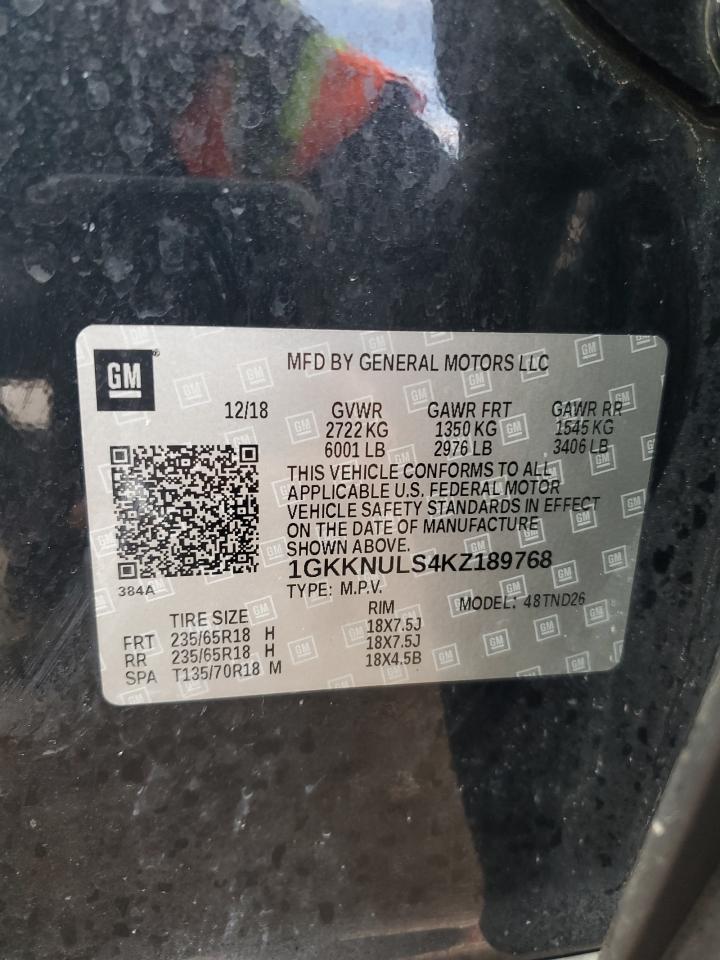 GM
MFD BY GENERAL MOTORS LLC
12/18 GVWR GAWR FRT GAWR RR
2722 KG 1350 KG 1545 KG
6001 LB 2976 LB 3406 LB
THIS VEHICLE CONFORMS TO ALL
APPLICABLE U.S. FEDERAL MOTOR
VEHICLE SAFETY STANDARDS IN EFFECT
ON THE DATE OF MANUFACTURE
SHOWN ABOVE.
1GKKNULS4KZ189768
384A
TYPE: M.P.V. MODEL: 48TND26
TIRE SIZE RIM
FRT 235/65R18 H 18X7.5J
RR 235/65R18 H 18X7.5J
SPA T135/70R18 M 18X4.5B